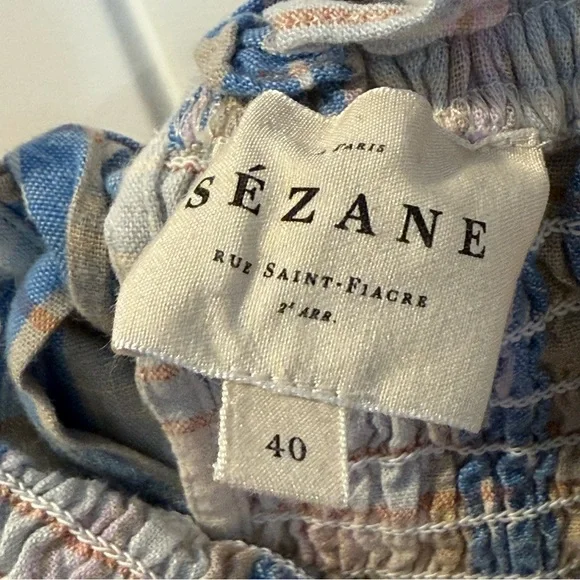 PARIS
SÉZANE
RUE SAINT-FIACRE
2ᵉ ARR.
40